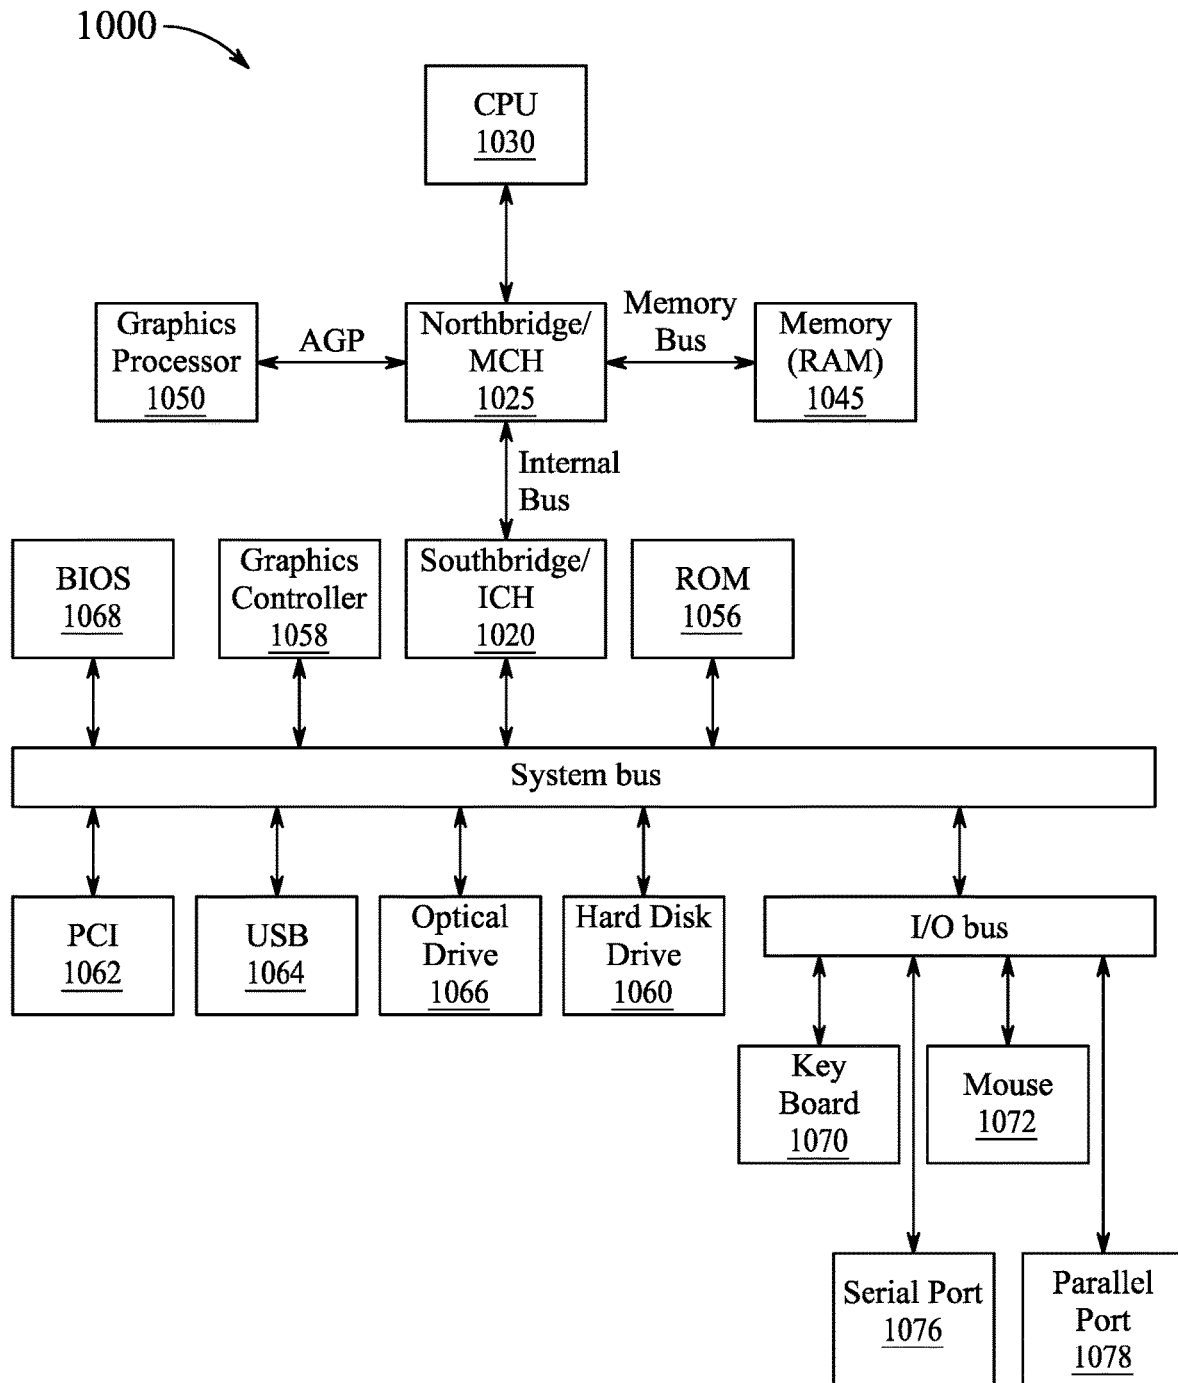 1000
CPU
1030
Graphics
Processor
1050
AGP
Northbridge/
MCH
1025
Memory
Bus
Memory
(RAM)
1045
Internal
Bus
BIOS
1068
Graphics
Controller
1058
Southbridge/
ICH
1020
ROM
1056
System bus
PCI
1062
USB
1064
Optical
Drive
1066
Hard Disk
Drive
1060
I/O bus
Key
Board
1070
Mouse
1072
Serial Port
1076
Parallel
Port
1078